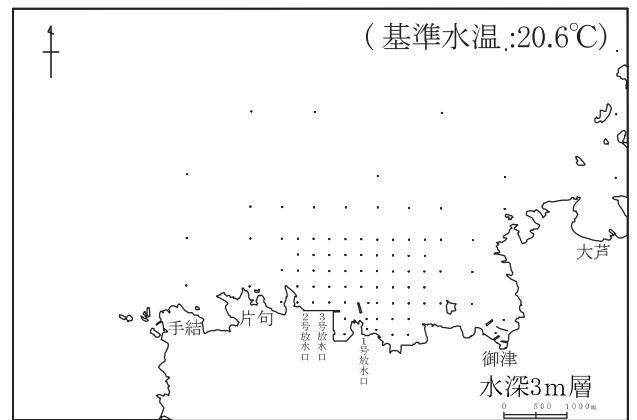 (基準水温:20.6℃)
大芦
手結
片句
2号放水口
3号放水口
1号放水口
御津
水深3m層
0 500 1000m